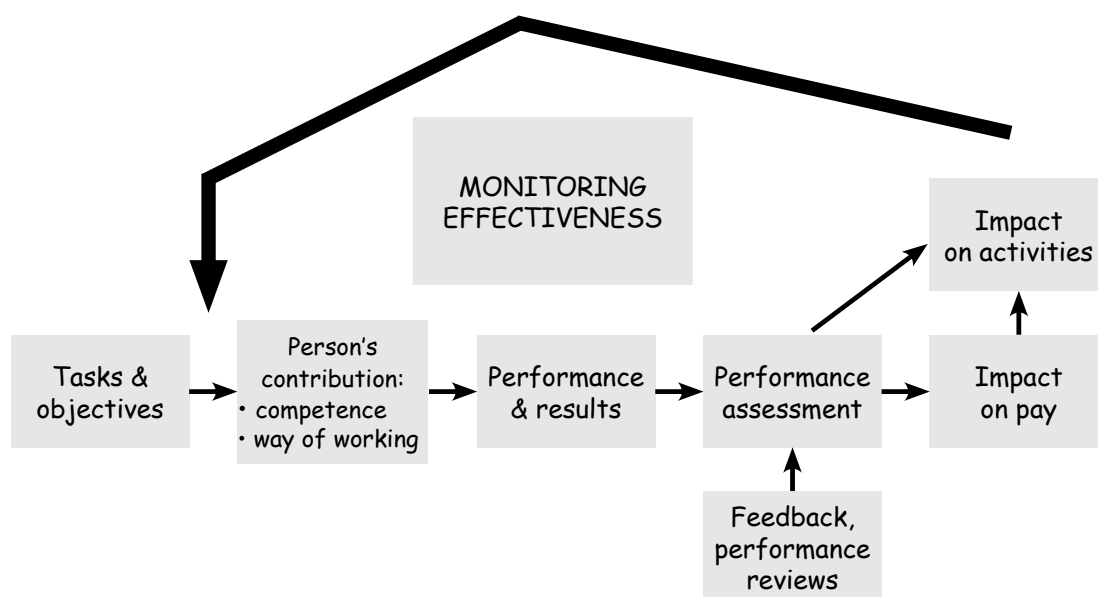 MONITORING
EFFECTIVENESS
Impact
on activities
Tasks &
objectives
Person's
contribution:
• competence
• way of working
Performance
& results
Performance
assessment
Impact
on pay
Feedback,
performance
reviews